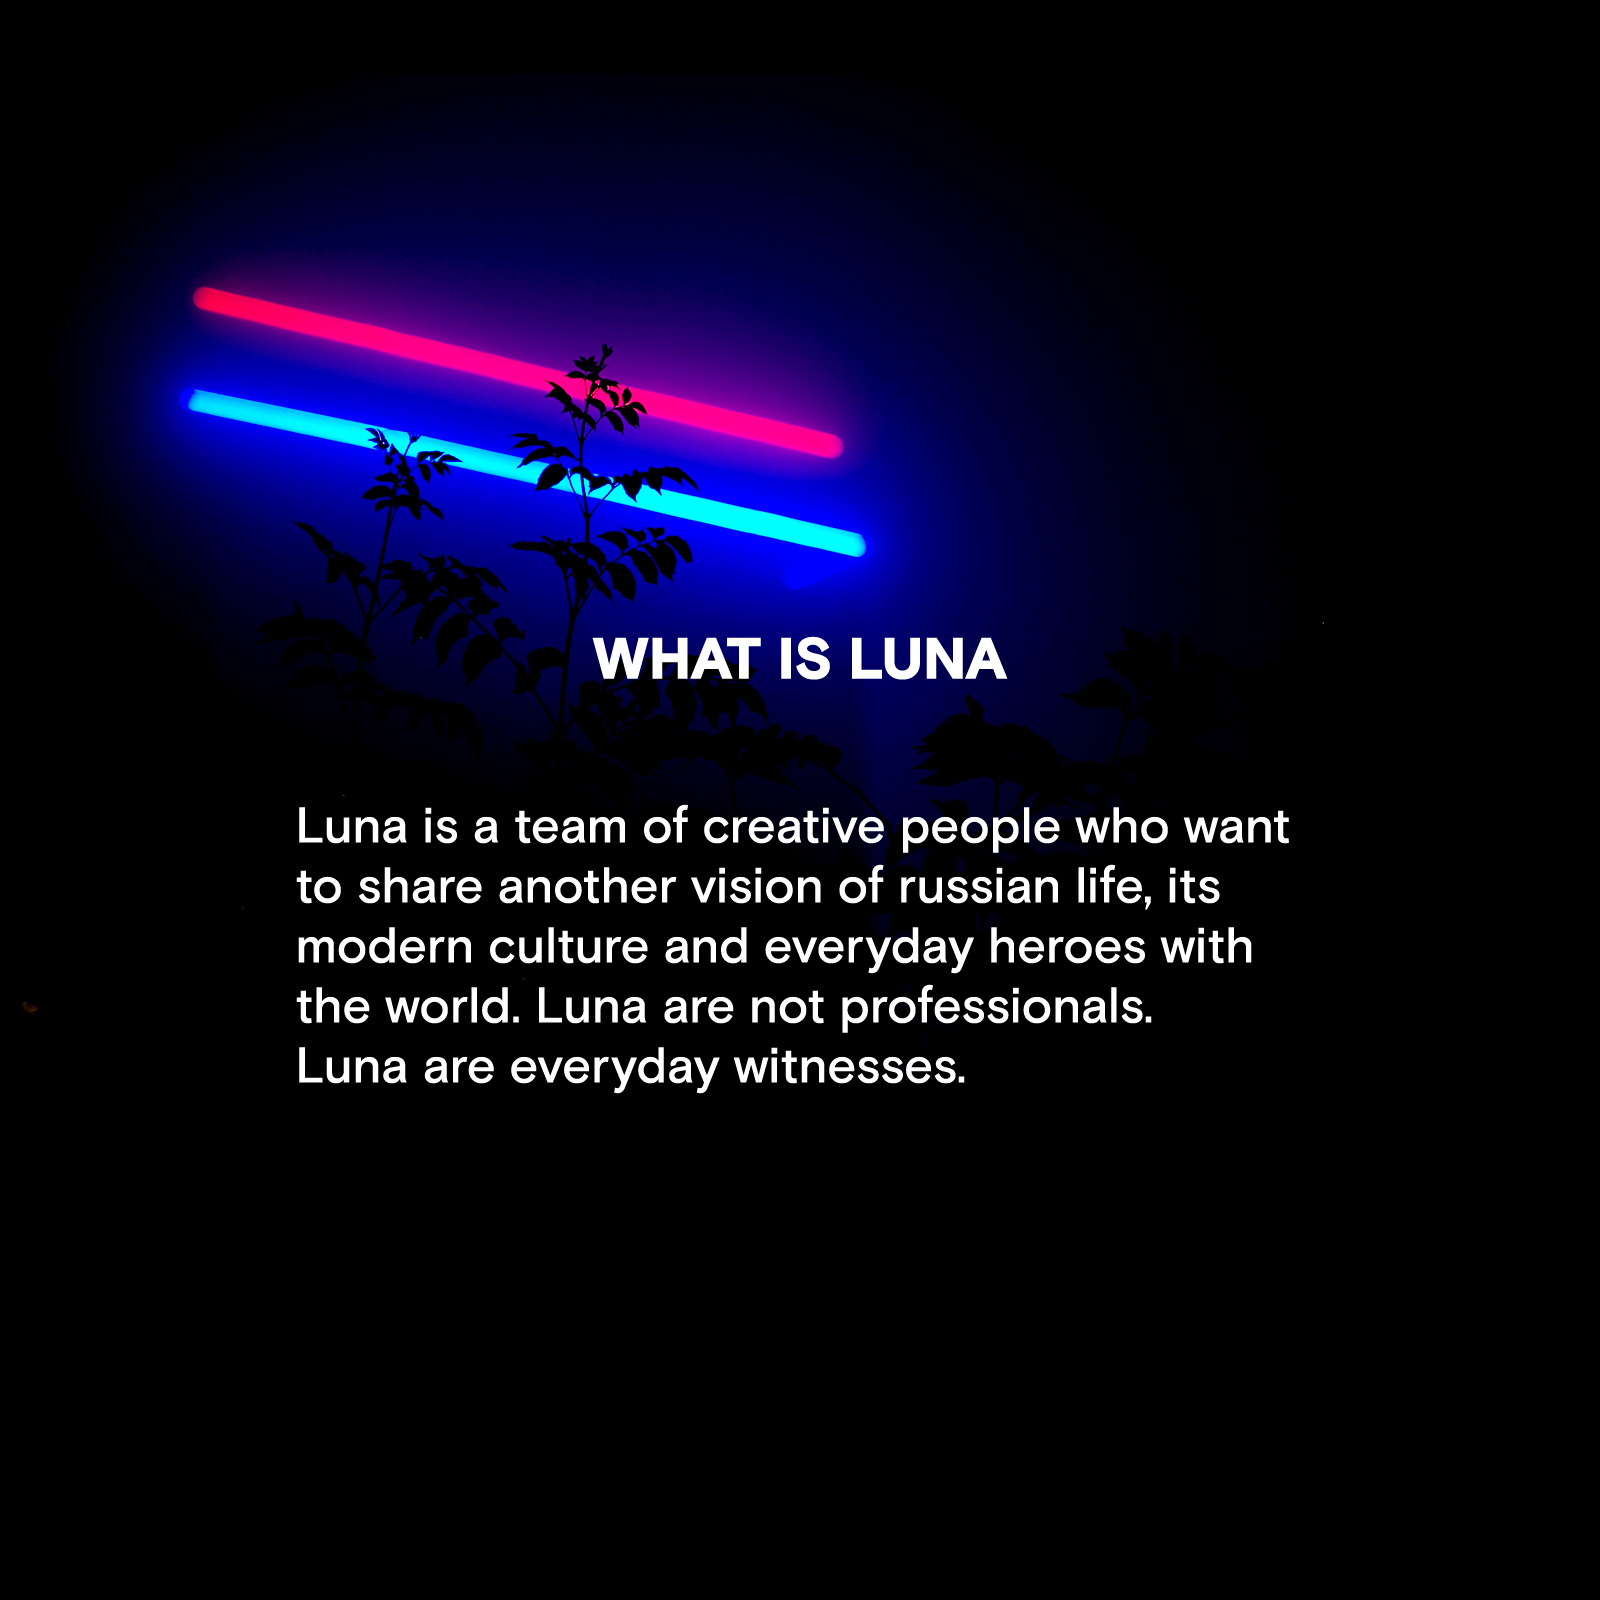 WHAT IS LUNA
Luna is a team of creative people who want
to share another vision of russian life, its
modern culture and everyday heroes with
the world. Luna are not professionals.
Luna are everyday witnesses.